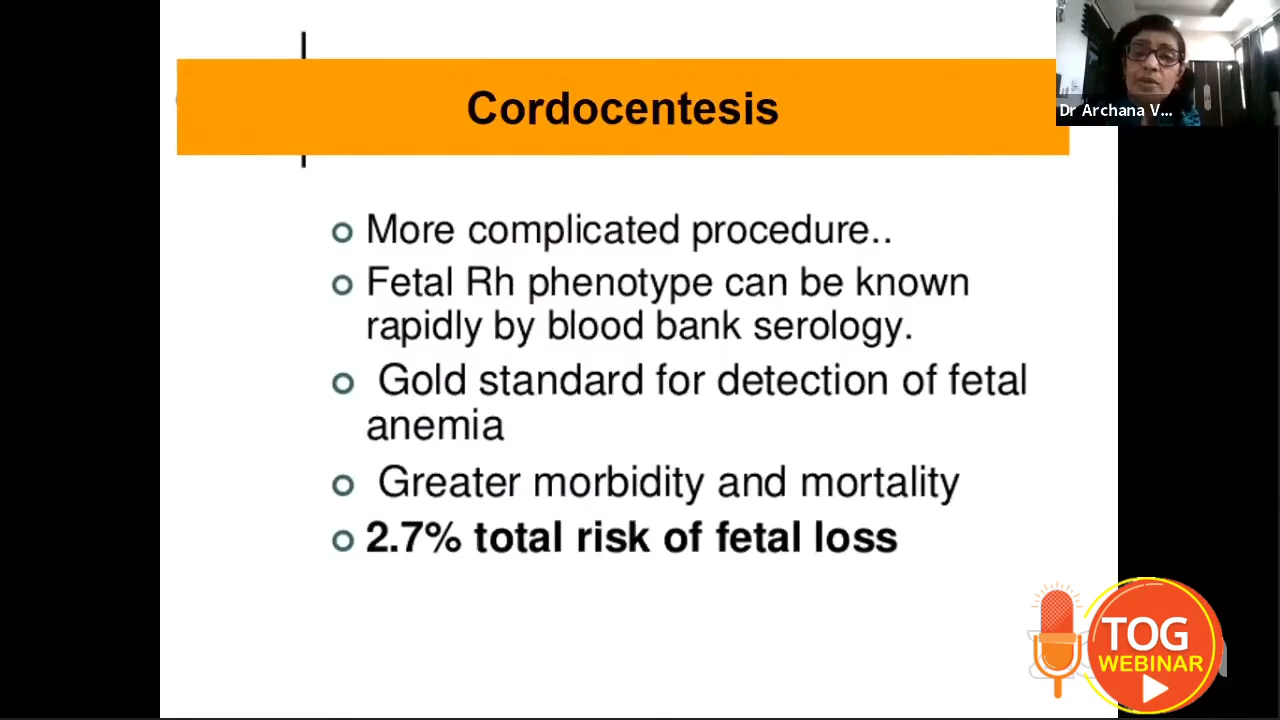 Cordocentesis
Dr Archana V...
More complicated procedure..
Fetal Rh phenotype can be known
rapidly by blood bank serology.
Gold standard for detection of fetal
anemia
Greater morbidity and mortality
2.7% total risk of fetal loss
TOG
WEBINAR